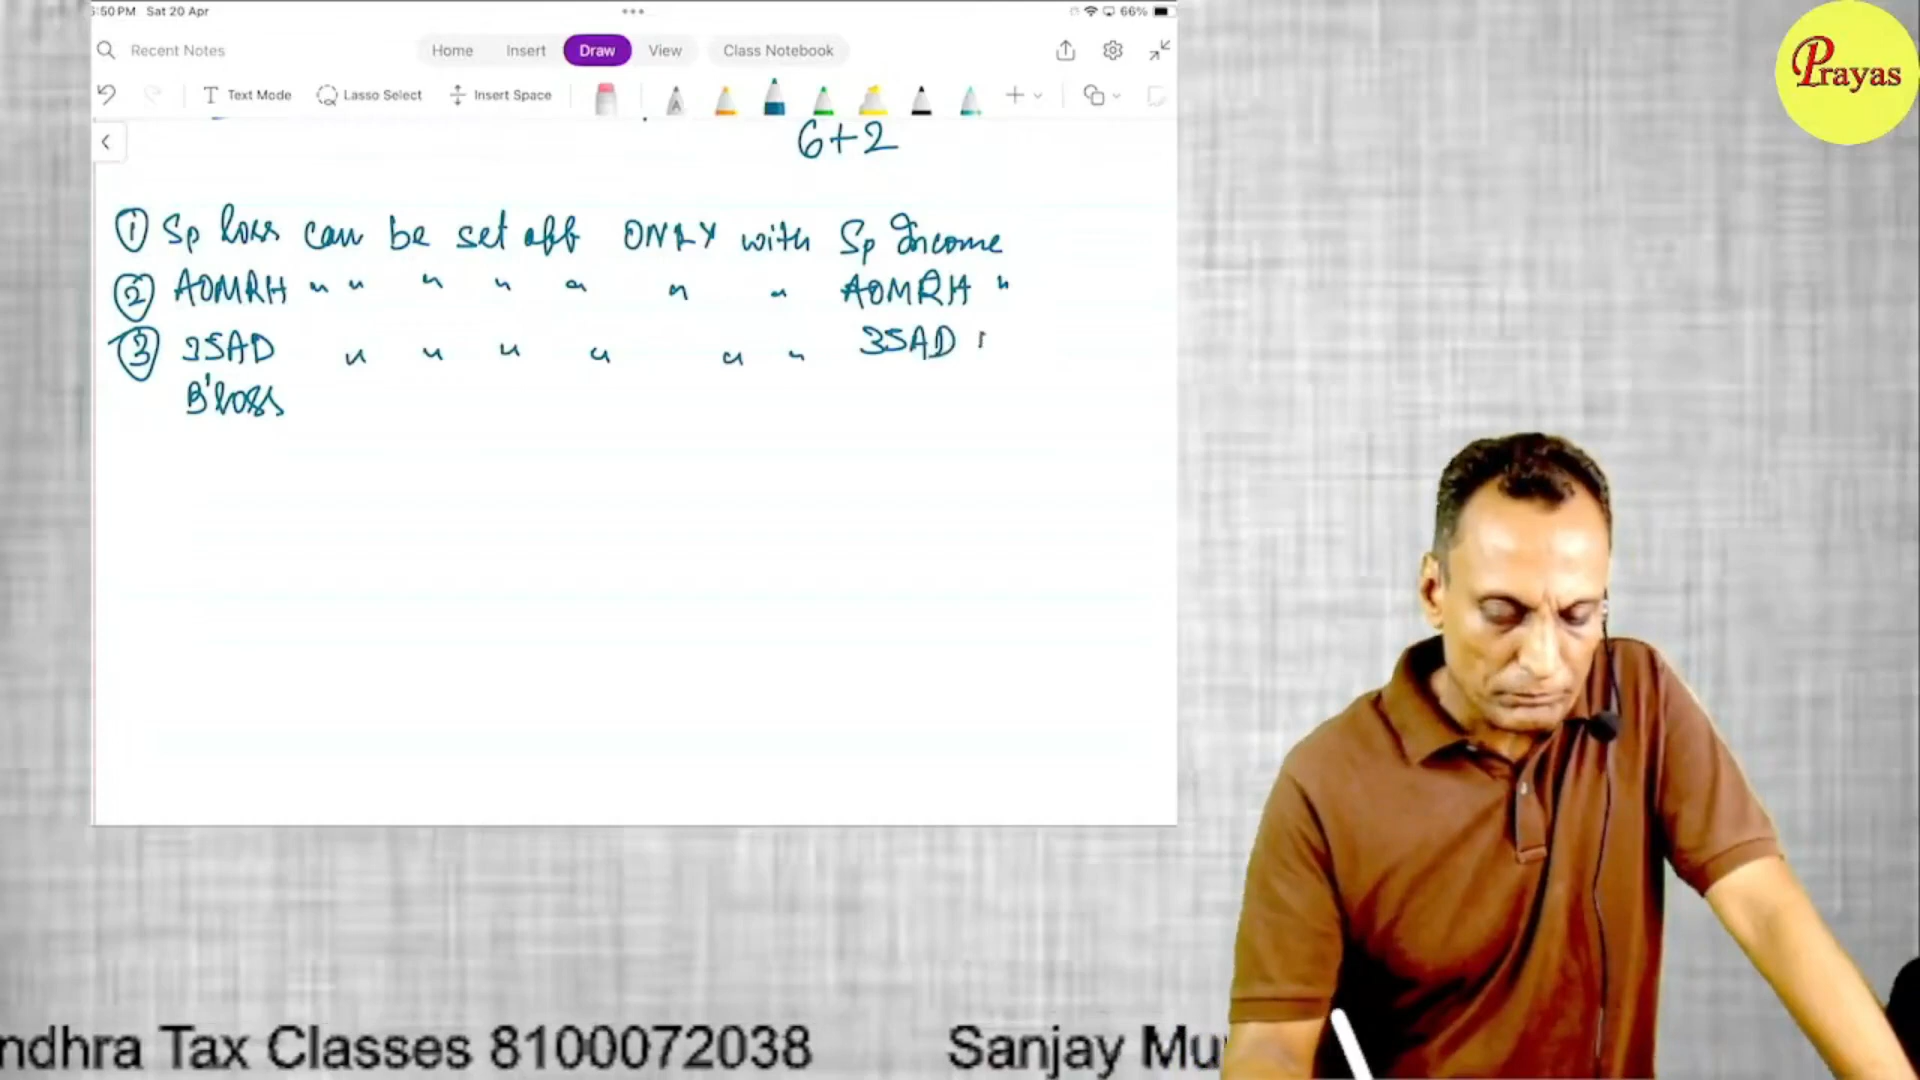 :50 PM Sat 20 Apr
66%
Prayas
Recent Notes
Home Insert Draw View Class Notebook
Text Mode Lasso Select Insert Space
6+2
① Sp loss can be set off ONLY with Sp Income
② AOMRH " " " " " " " AOMRH "
③ 35AD " " " " " " 35AD
B'loss
ndhra Tax Classes 8100072038 Sanjay Mu